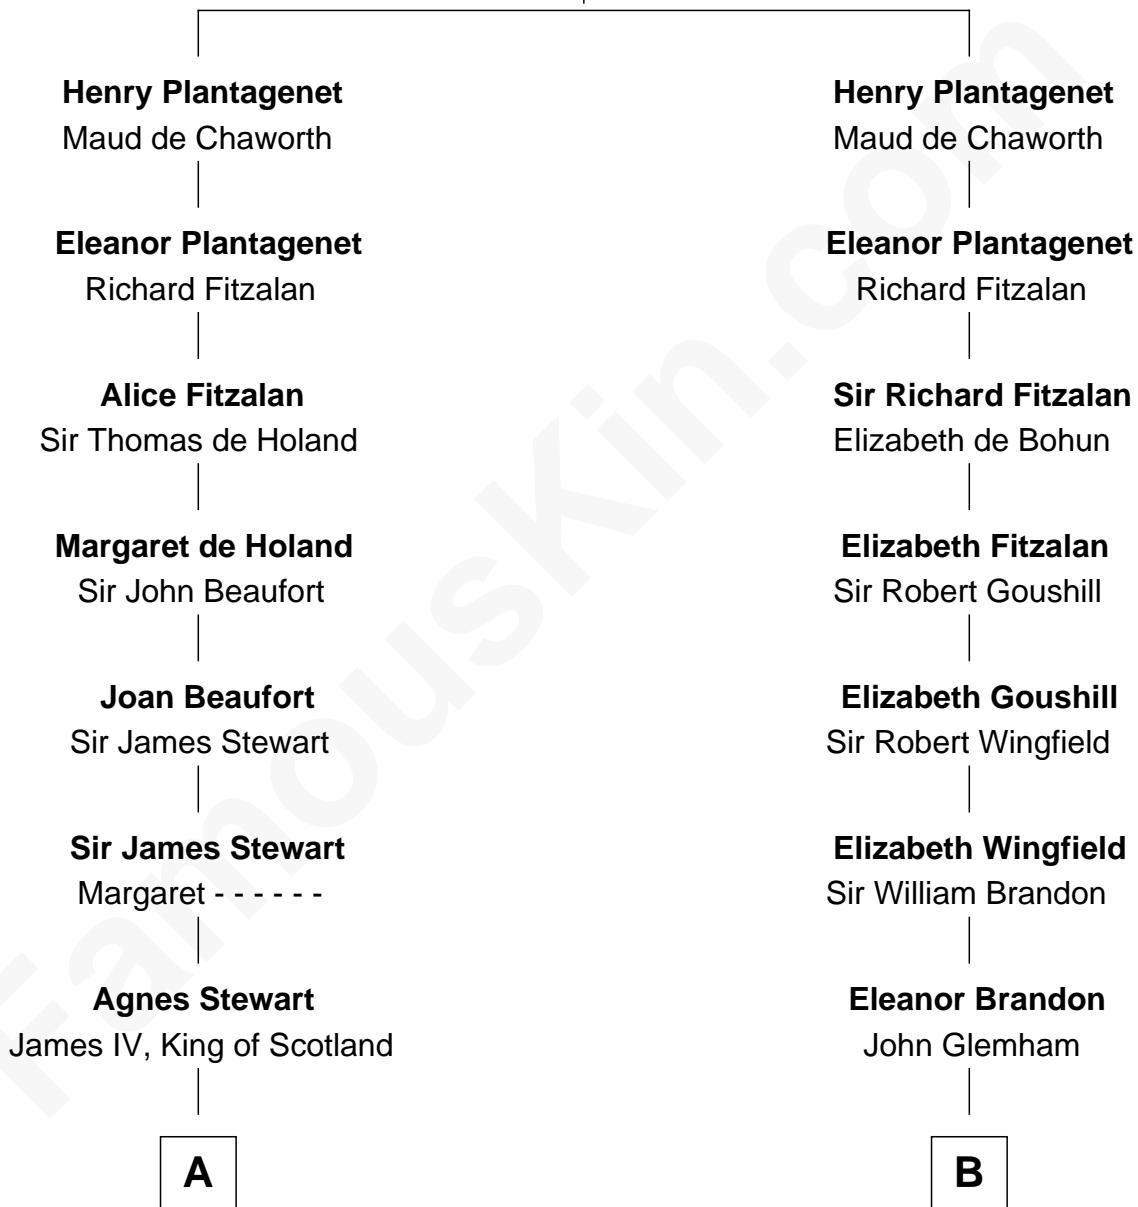 Henry Plantagenet
Maud de Chaworth
Eleanor Plantagenet
Richard Fitzalan
Alice Fitzalan
Sir Thomas de Holand
Margaret de Holand
Sir John Beaufort
Joan Beaufort
Sir James Stewart
Sir James Stewart
Margaret - - - - - -
Agnes Stewart
James IV, King of Scotland
A
Henry Plantagenet
Maud de Chaworth
Eleanor Plantagenet
Richard Fitzalan
Sir Richard Fitzalan
Elizabeth de Bohun
Elizabeth Fitzalan
Sir Robert Goushill
Elizabeth Goushill
Sir Robert Wingfield
Elizabeth Wingfield
Sir William Brandon
Eleanor Brandon
John Glemham
B
FamousKin.com